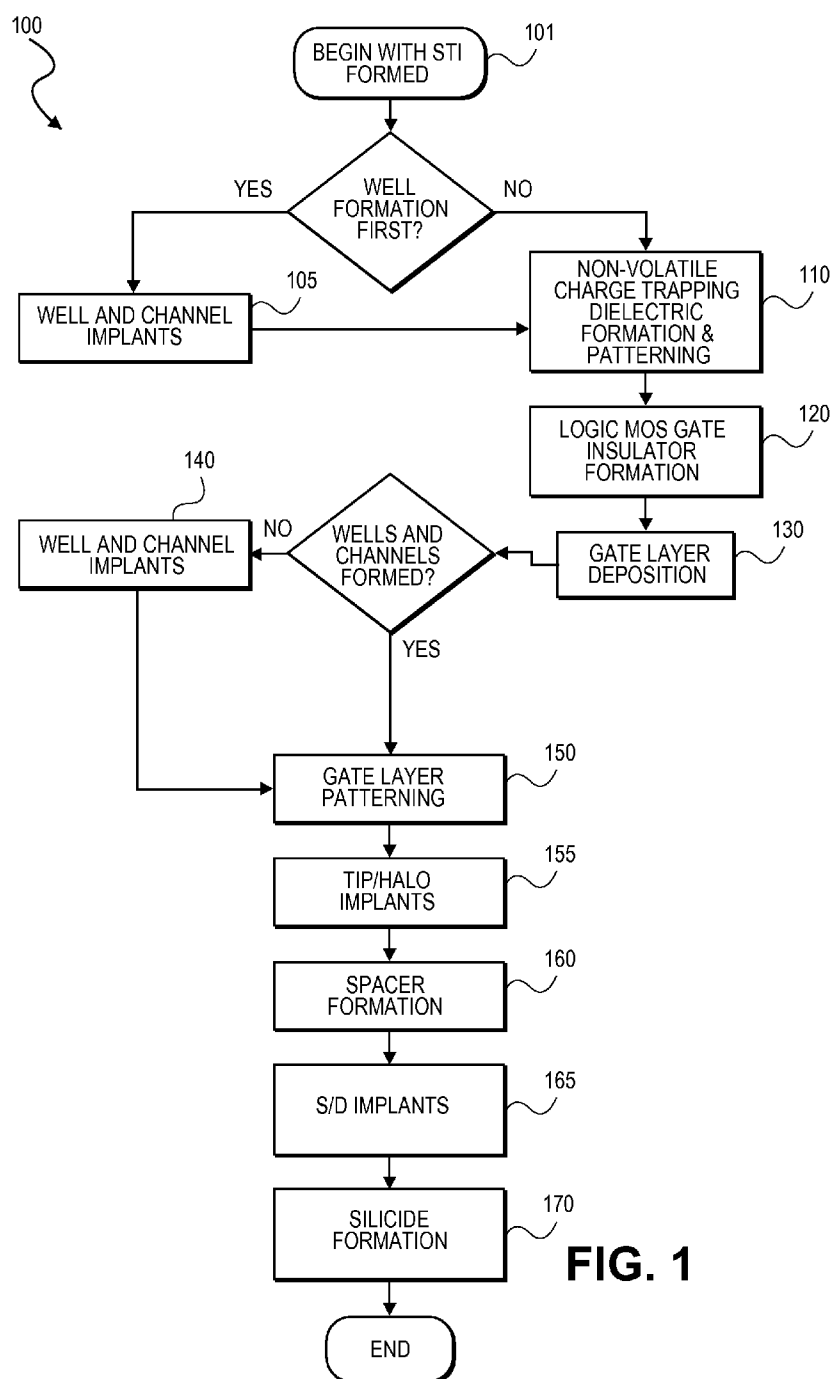 100
BEGIN WITH STI
FORMED
101
WELL
FORMATION
FIRST?
YES
NO
WELL AND CHANNEL
IMPLANTS
105
NON-VOLATILE
CHARGE TRAPPING
DIELECTRIC
FORMATION &
PATTERNING
110
LOGIC MOS GATE
INSULATOR
FORMATION
120
GATE LAYER
DEPOSITION
130
WELLS AND
CHANNELS
FORMED?
NO
YES
WELL AND CHANNEL
IMPLANTS
140
GATE LAYER
PATTERNING
150
TIP/HALO
IMPLANTS
155
SPACER
FORMATION
160
S/D IMPLANTS
165
SILICIDE
FORMATION
170
END
FIG. 1